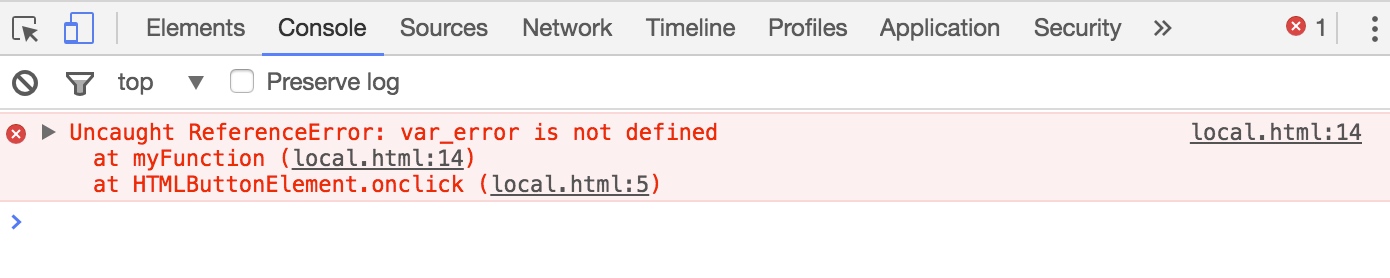 Elements Console Sources Network Timeline Profiles Application Security » 1
top ▼ Preserve log
▶ Uncaught ReferenceError: var_error is not defined local.html:14
at myFunction (local.html:14)
at HTMLButtonElement.onclick (local.html:5)
>